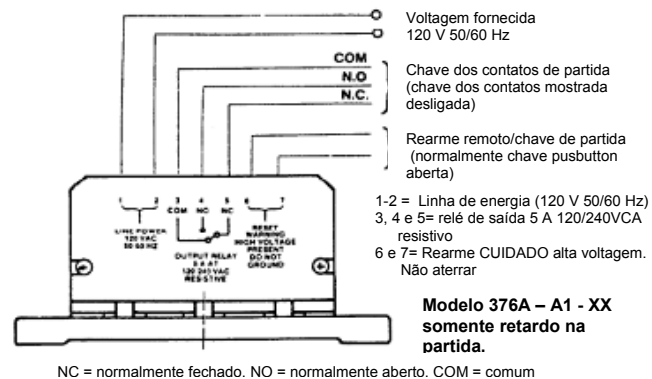 Voltagem fornecida
120 V 50/60 Hz
COM
N.O
N.C.
Chave dos contatos de partida
(chave dos contatos mostrada
desligada)
Rearme remoto/chave de partida
(normalmente chave pusbutton
aberta)
1-2 = Linha de energia (120 V 50/60 Hz)
3, 4 e 5= relé de saída 5 A 120/240VCA
resistivo
6 e 7= Rearme CUIDADO alta voltagem.
Não aterrar
Modelo 376A – A1 - XX
somente retardo na
partida.
1 2 3 4 5 6 7
COM NO NC
LINE POWER
120 VAC
50 60 HZ
OUTPUT RELAY
5 A AT
120 240 VAC
RESISTIVE
RESET
WARNING
HIGH VOLTAGE
PRESENT
DO NOT
GROUND
NC = normalmente fechado, NO = normalmente aberto, COM = comum